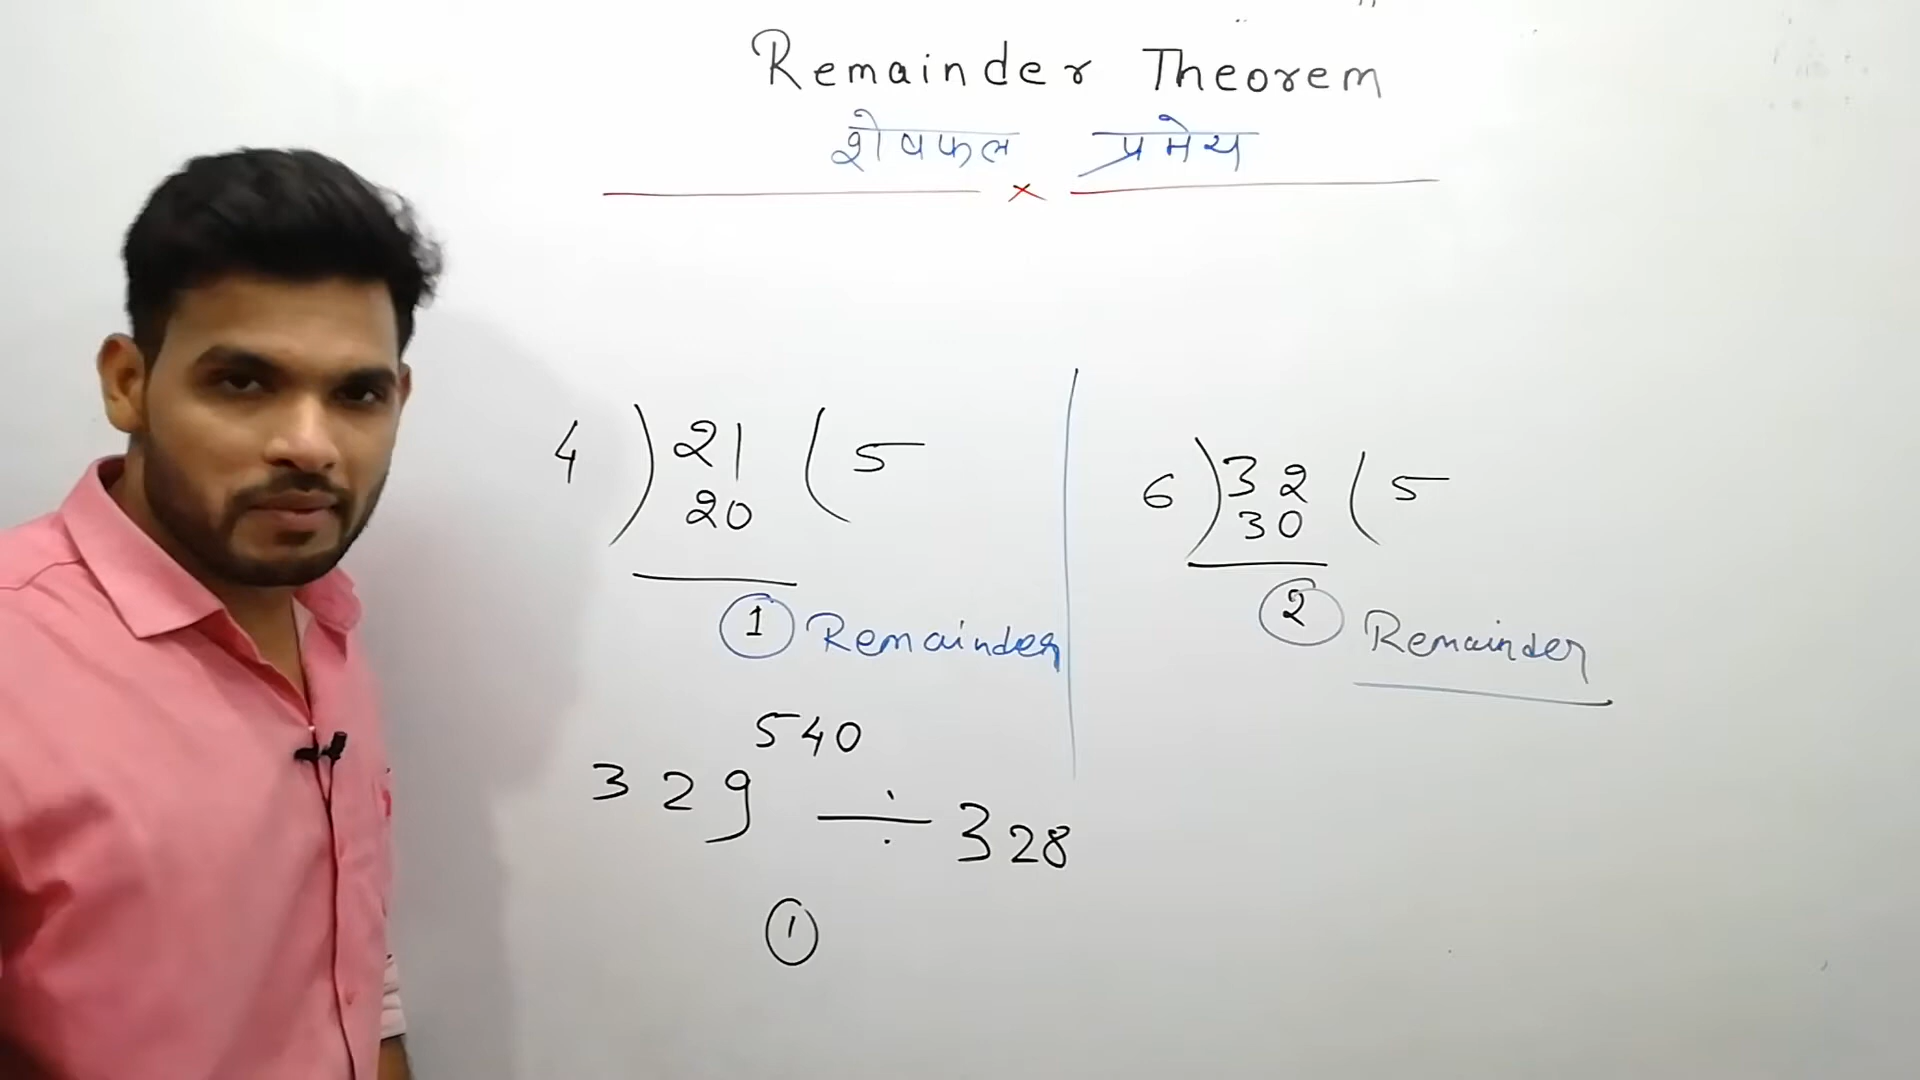 Remainder Theorem
शेषफल प्रमेय
×
4 ) 21 ( 5
20
1 Remainder
6 ) 32 ( 5
30
2 Remainder
329^540 ÷ 328
1